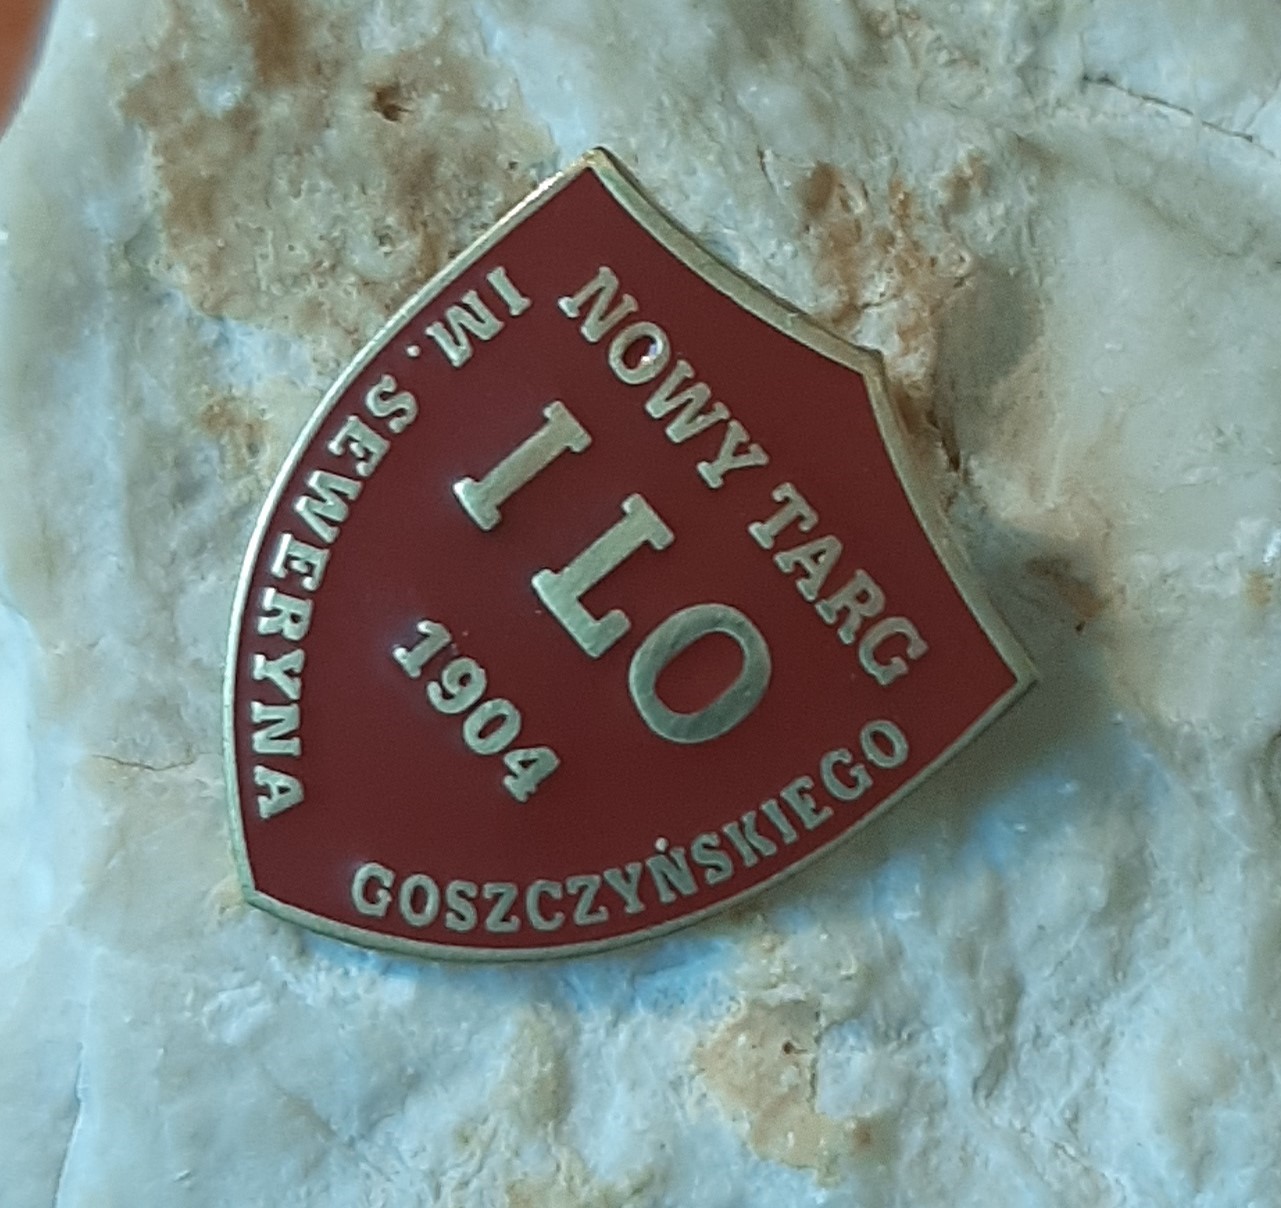 NOWY TARG
I LO
1904
IM. SEWERYNA
GOSZCZYŃSKIEGO